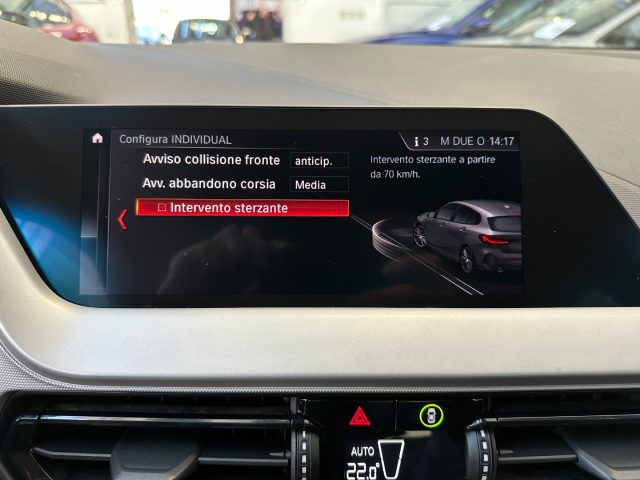 Configura INDIVIDUAL
i 3 M DUE O 14:17
Avviso collisione fronte anticip.
Avv. abbandono corsia Media
Intervento sterzante
Intervento sterzante a partire
da 70 km/h.
AUTO
22.0°